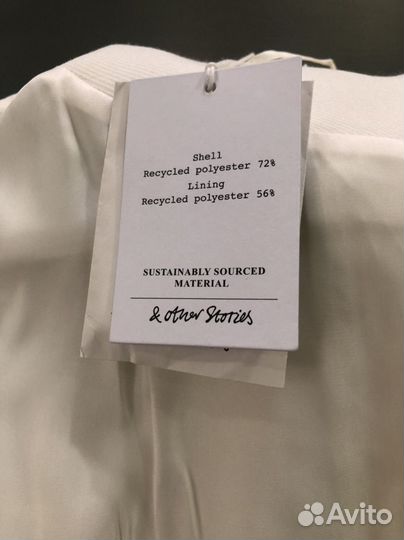 Shell
Recycled polyester 72%
Lining
Recycled polyester 56%
SUSTAINABLY SOURCED
MATERIAL
& other Stories
Avito